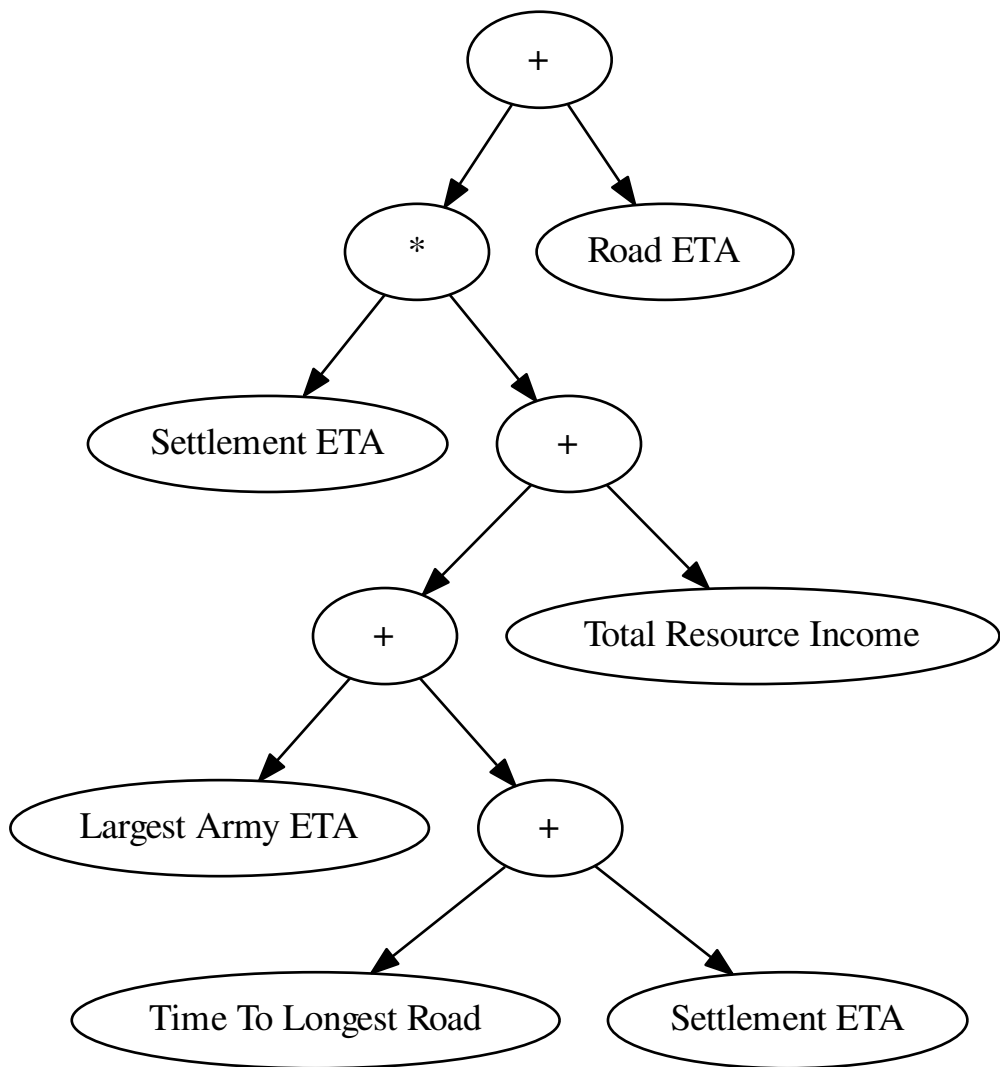 +
*
Road ETA
Settlement ETA
+
+
Total Resource Income
Largest Army ETA
+
Time To Longest Road
Settlement ETA